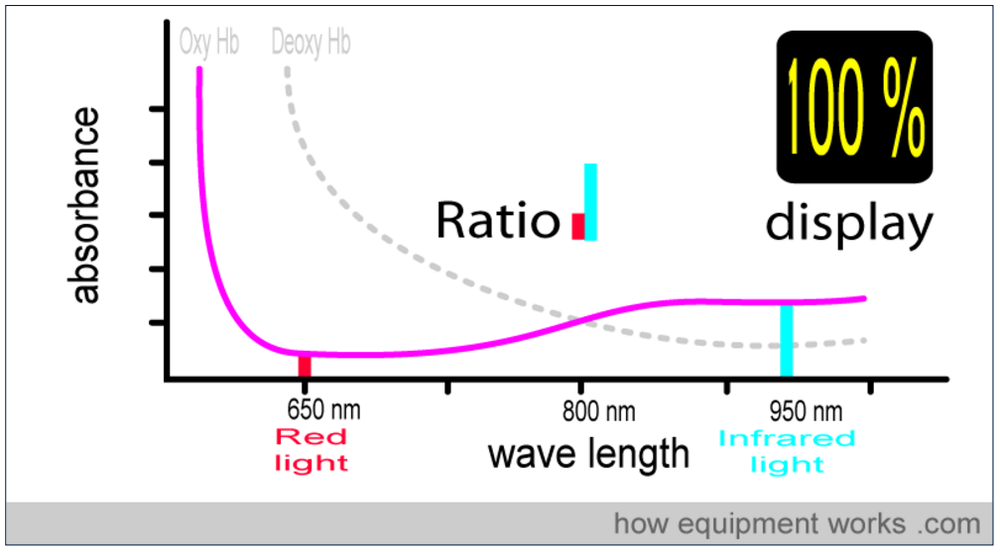 Oxy Hb Deoxy Hb
100 %
absorbance
Ratio
display
650 nm 800 nm 950 nm
Red
light
wave length
Infrared
light
how equipment works .com